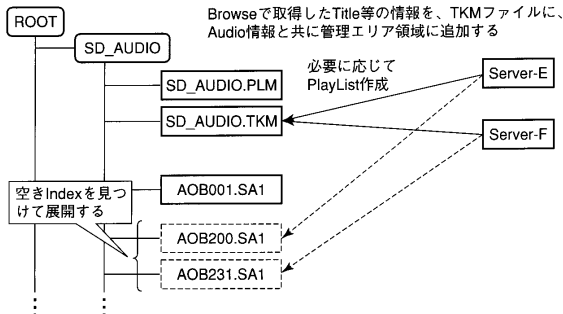 ROOT
Browseで取得したTitle等の情報を、TKMファイルに、
Audio情報と共に管理エリア領域に追加する
SD_AUDIO
必要に応じて
PlayList作成
Server-E
SD_AUDIO.PLM
SD_AUDIO.TKM
Server-F
空きIndexを見つ
けて展開する
AOB001.SA1
AOB200.SA1
AOB231.SA1